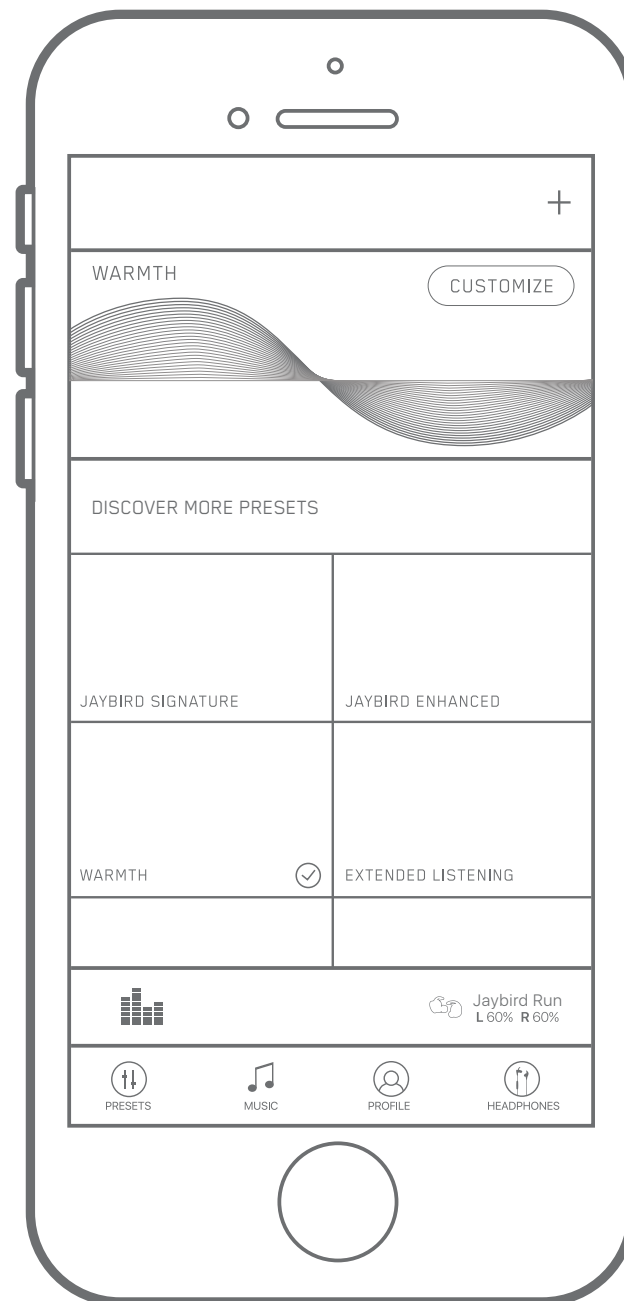 +
WARMTH
CUSTOMIZE
DISCOVER MORE PRESETS
JAYBIRD SIGNATURE
JAYBIRD ENHANCED
WARMTH
EXTENDED LISTENING
Jaybird Run
L 60% R 60%
PRESETS
MUSIC
PROFILE
HEADPHONES